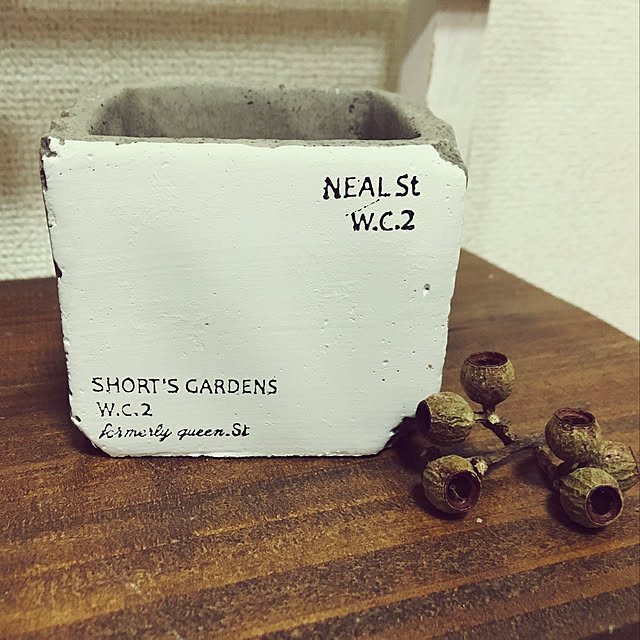 NEAL St
W.C.2
SHORT'S GARDENS
W.C.2
formerly queen.St